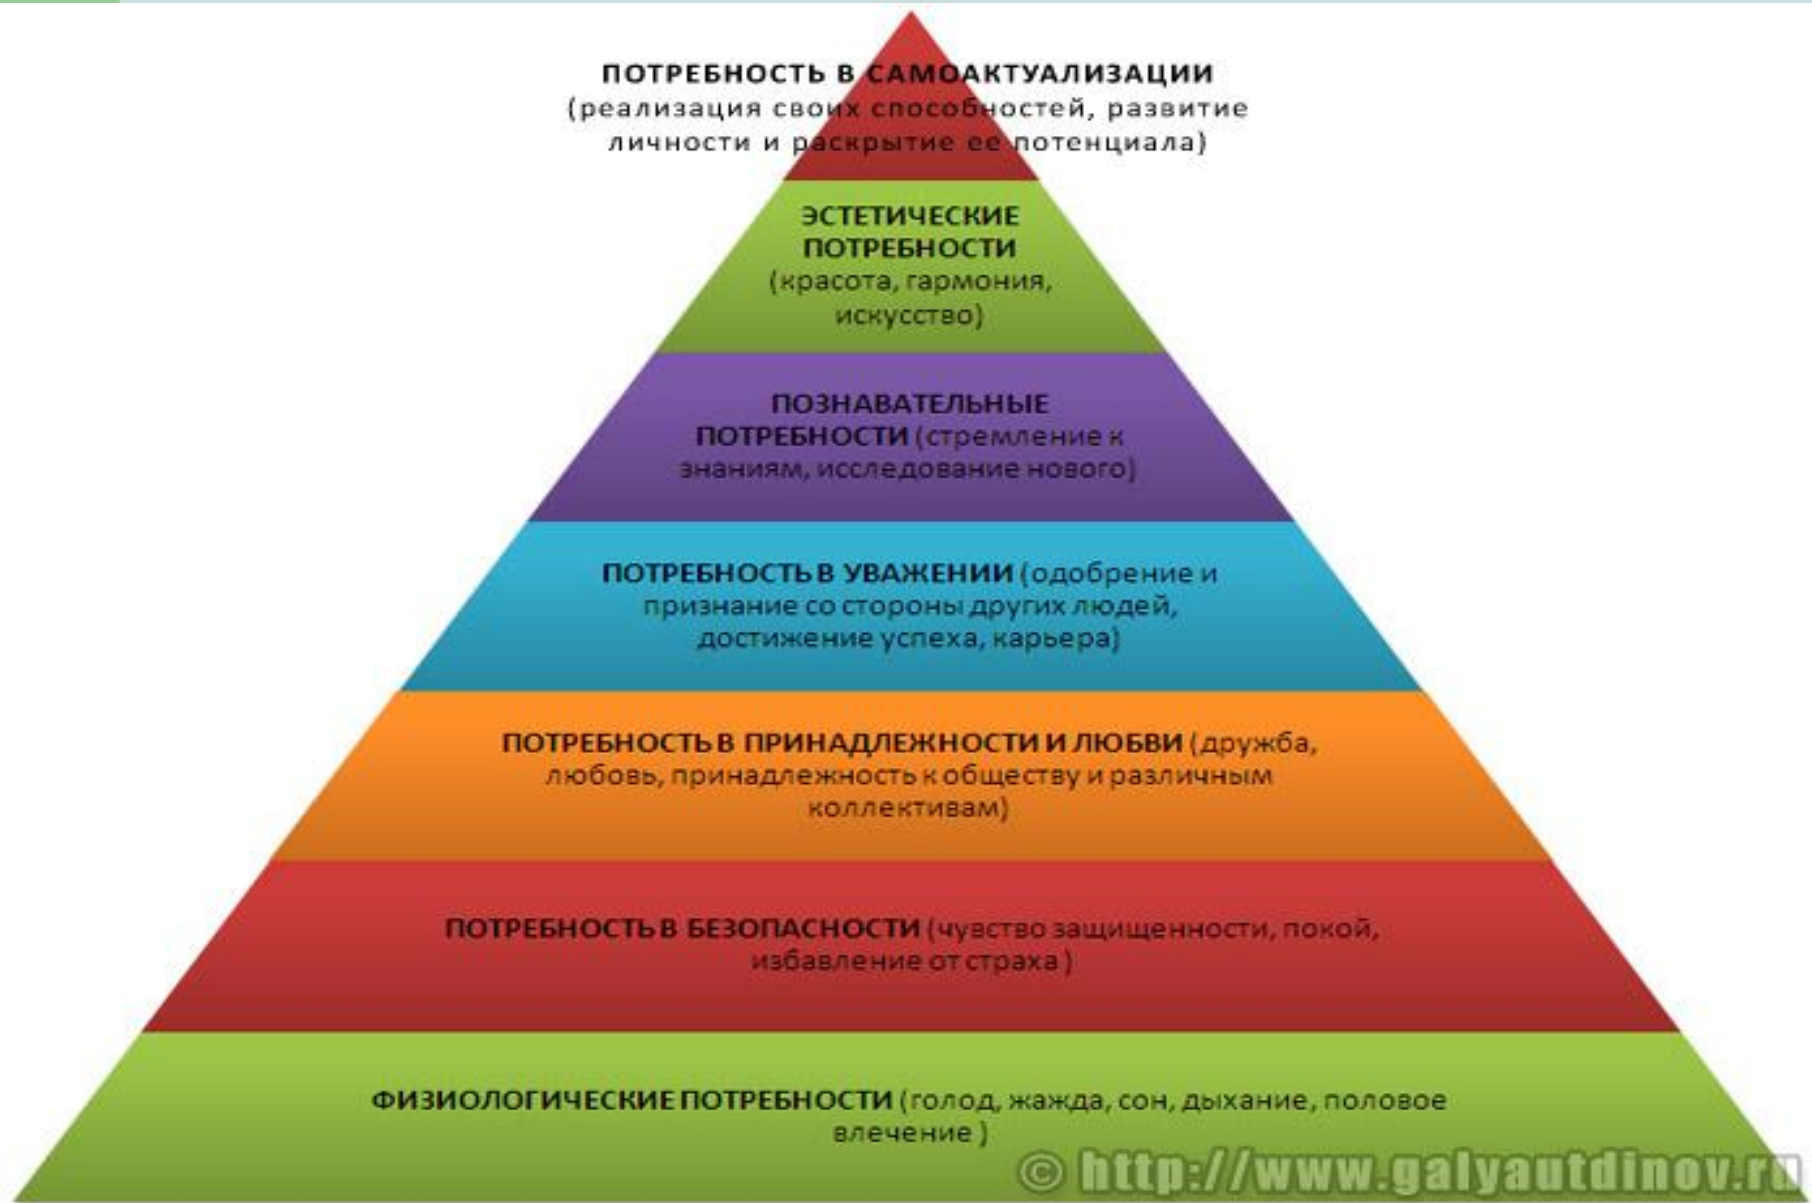 ПОТРЕБНОСТЬ В САМОАКТУАЛИЗАЦИИ
(реализация своих способностей, развитие
личности и раскрытие ее потенциала)
ЭСТЕТИЧЕСКИЕ
ПОТРЕБНОСТИ
(красота, гармония,
искусство)
ПОЗНАВАТЕЛЬНЫЕ
ПОТРЕБНОСТИ (стремление к
знаниям, исследование нового)
ПОТРЕБНОСТЬ В УВАЖЕНИИ (одобрение и
признание со стороны других людей,
достижение успеха, карьера)
ПОТРЕБНОСТЬ В ПРИНАДЛЕЖНОСТИ И ЛЮБВИ (дружба,
любовь, принадлежность к обществу и различным
коллективам)
ПОТРЕБНОСТЬ В БЕЗОПАСНОСТИ (чувство защищенности, покой,
избавление от страха )
ФИЗИОЛОГИЧЕСКИЕ ПОТРЕБНОСТИ (голод, жажда, сон, дыхание, половое
влечение )
© http://www.galyautdinov.ru